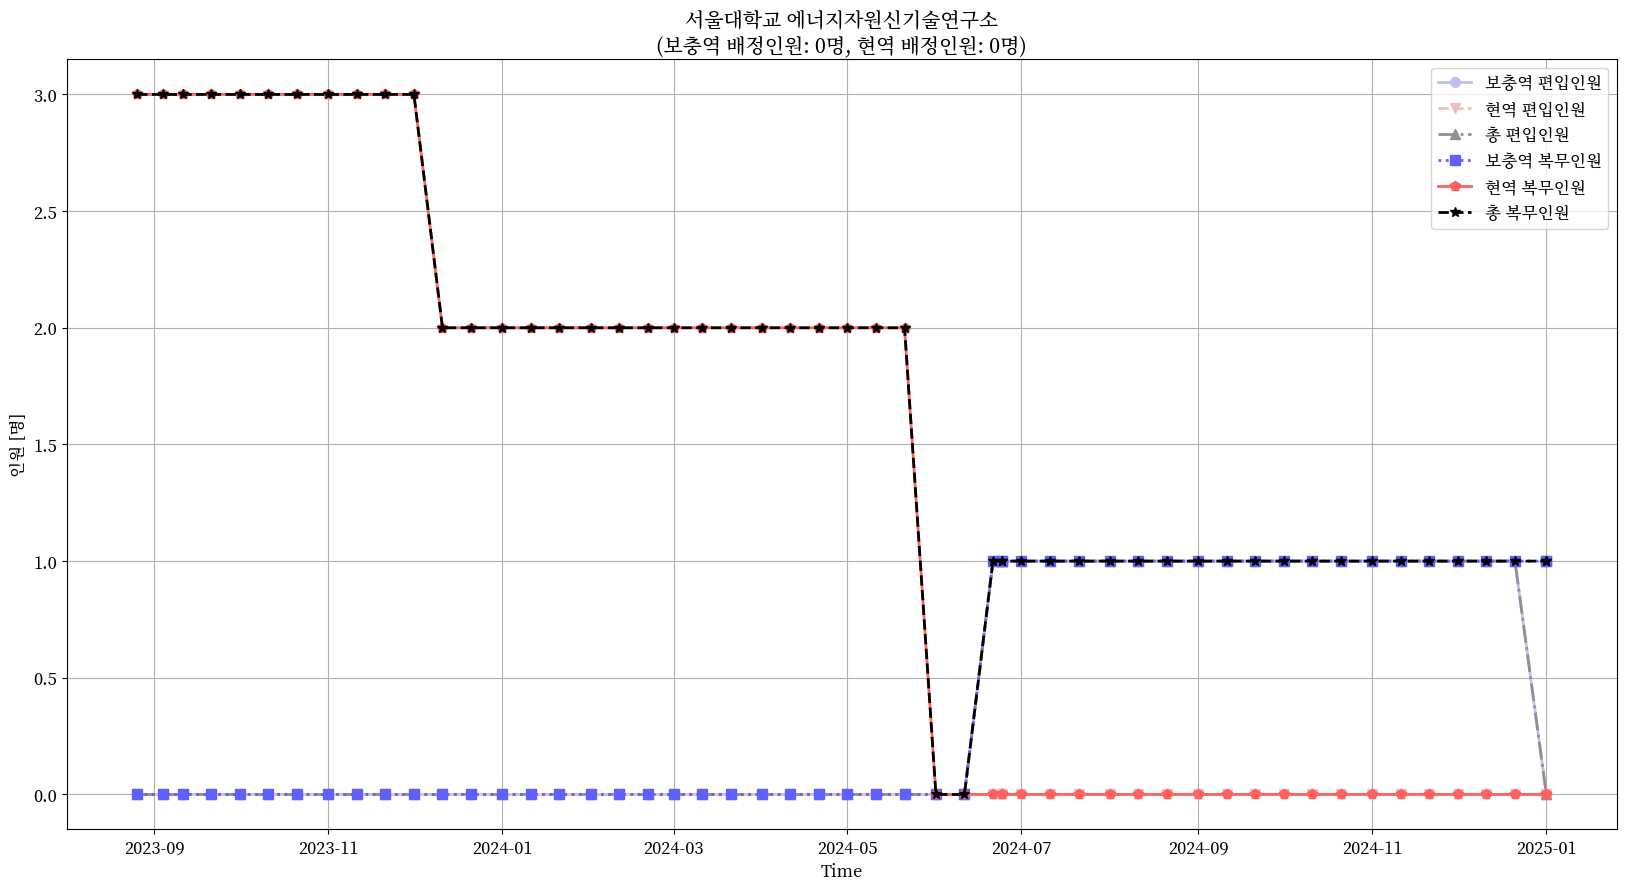 서울대학교 에너지자원신기술연구소
(보충역 배정인원: 0명, 현역 배정인원: 0명)
보충역 편입인원
현역 편입인원
총 편입인원
보충역 복무인원
현역 복무인원
총 복무인원
인원 [명]
3.0
2.5
2.0
1.5
1.0
0.5
0.0
2023-09
2023-11
2024-01
2024-03
2024-05
2024-07
2024-09
2024-11
2025-01
Time